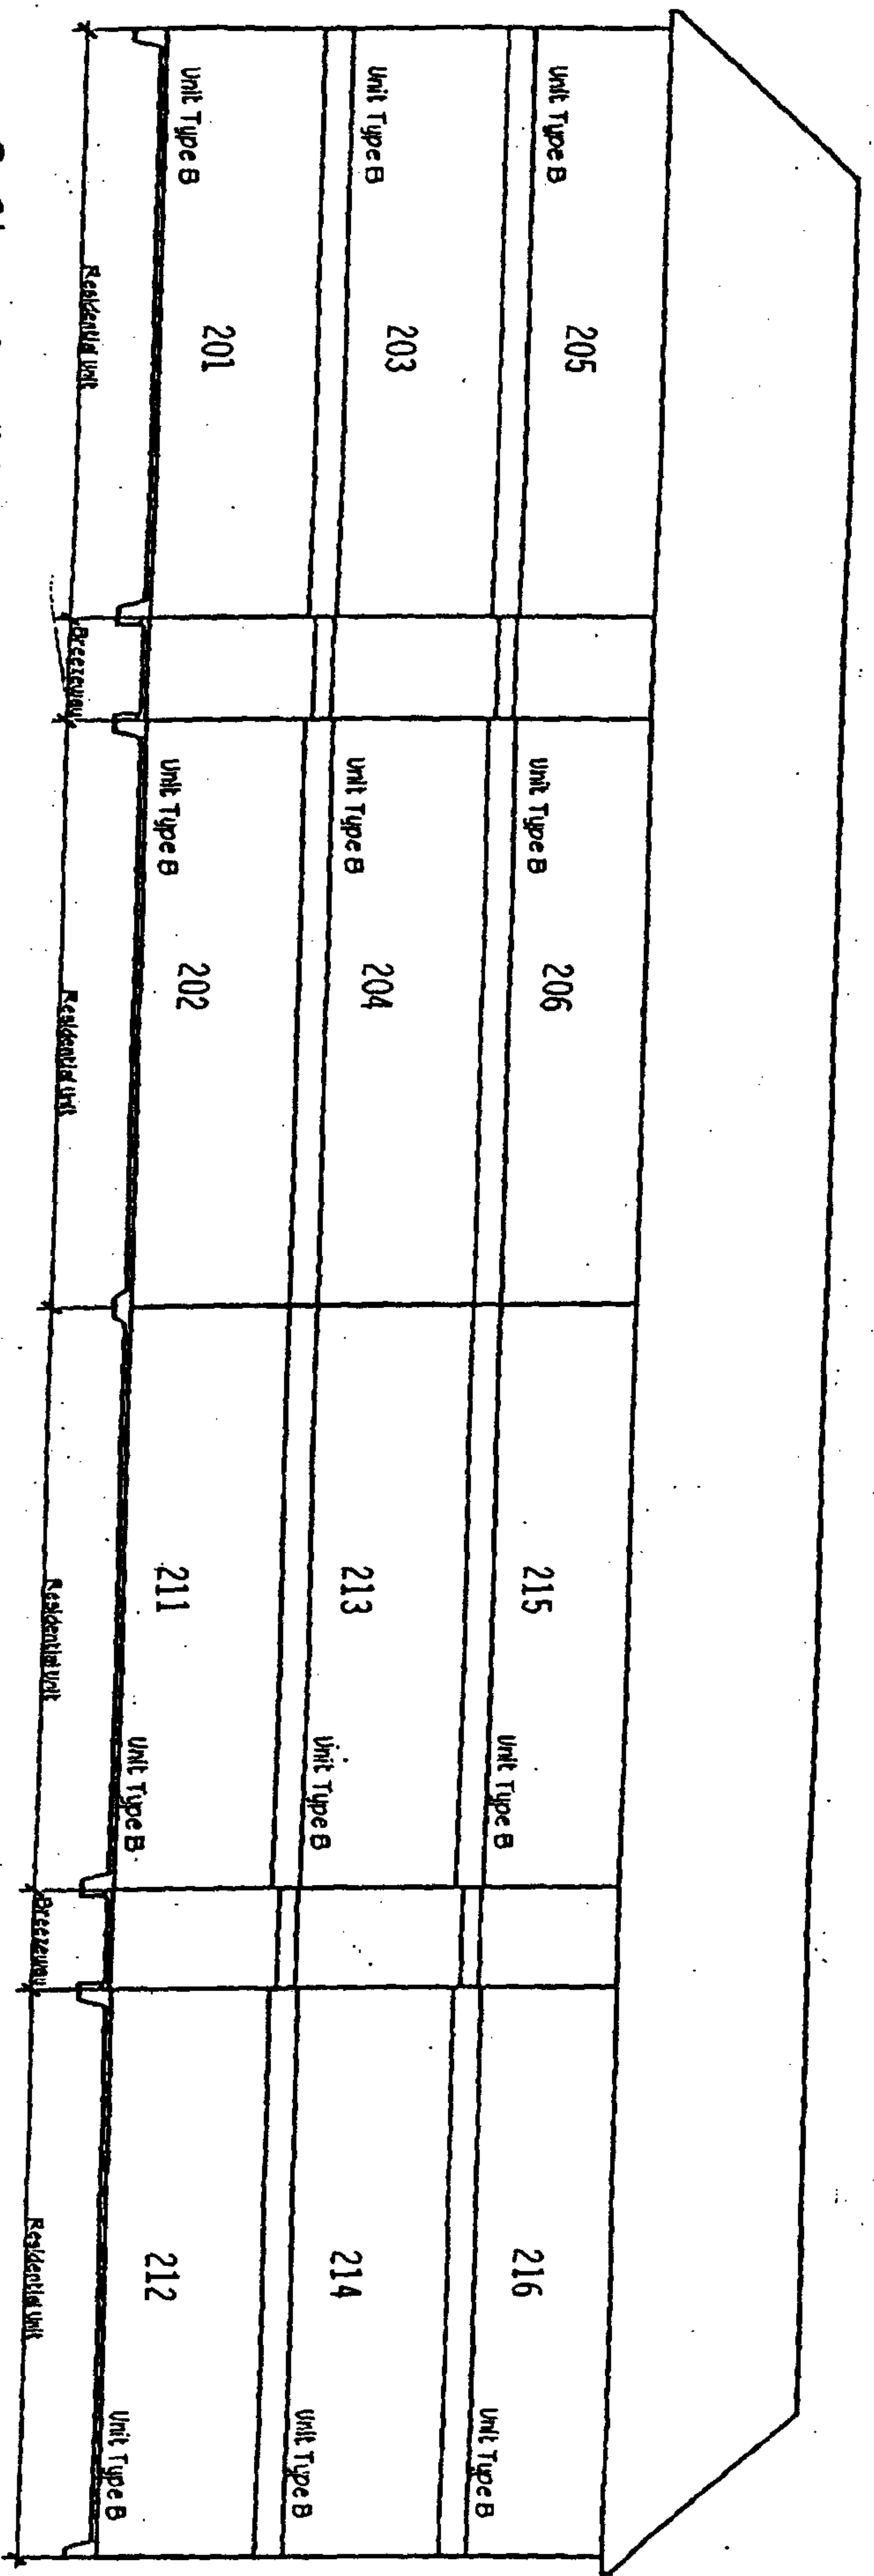 Unit Type B
205
Unit Type B
206
215
Unit Type B
216
Unit Type B
Unit Type B
203
Unit Type B
204
213
Unit Type B
214
Unit Type B
Unit Type B
201
Unit Type B
202
211
Unit Type B
212
Unit Type B
Residential Unit
Breezeway
Residential Unit
Residential Unit
Breezeway
Residential Unit